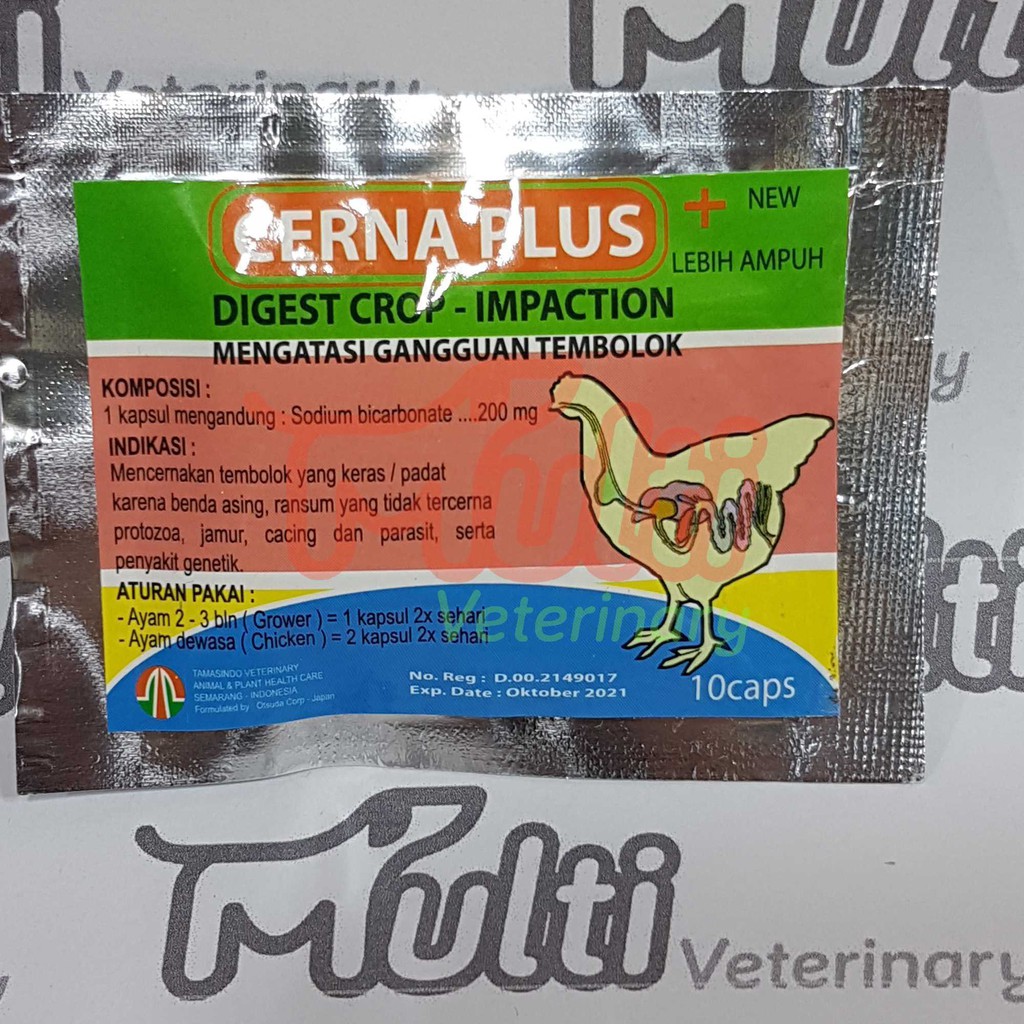 Multi
Veterinary
CERNA PLUS
+ NEW
LEBIH AMPUH
DIGEST CROP - IMPACTION
MENGATASI GANGGUAN TEMBOLOK
KOMPOSISI :
1 kapsul mengandung : Sodium bicarbonate ....200 mg
INDIKASI :
Mencernakan tembolok yang keras / padat
karena benda asing, ransum yang tidak tercerna
protozoa, jamur, cacing dan parasit, serta
penyakit genetik.
ATURAN PAKAI :
- Ayam 2 - 3 bln ( Grower ) = 1 kapsul 2x sehari
- Ayam dewasa ( Chicken ) = 2 kapsul 2x sehari
Multi
Veterinary
TAMASINDO VETERINARY
ANIMAL & PLANT HEALTH CARE
SEMARANG - INDONESIA
Formulated by : Otsuda Corp - Japan
No. Reg : D.00.2149017
Exp. Date : Oktober 2021
10caps
Multi
Veterinary